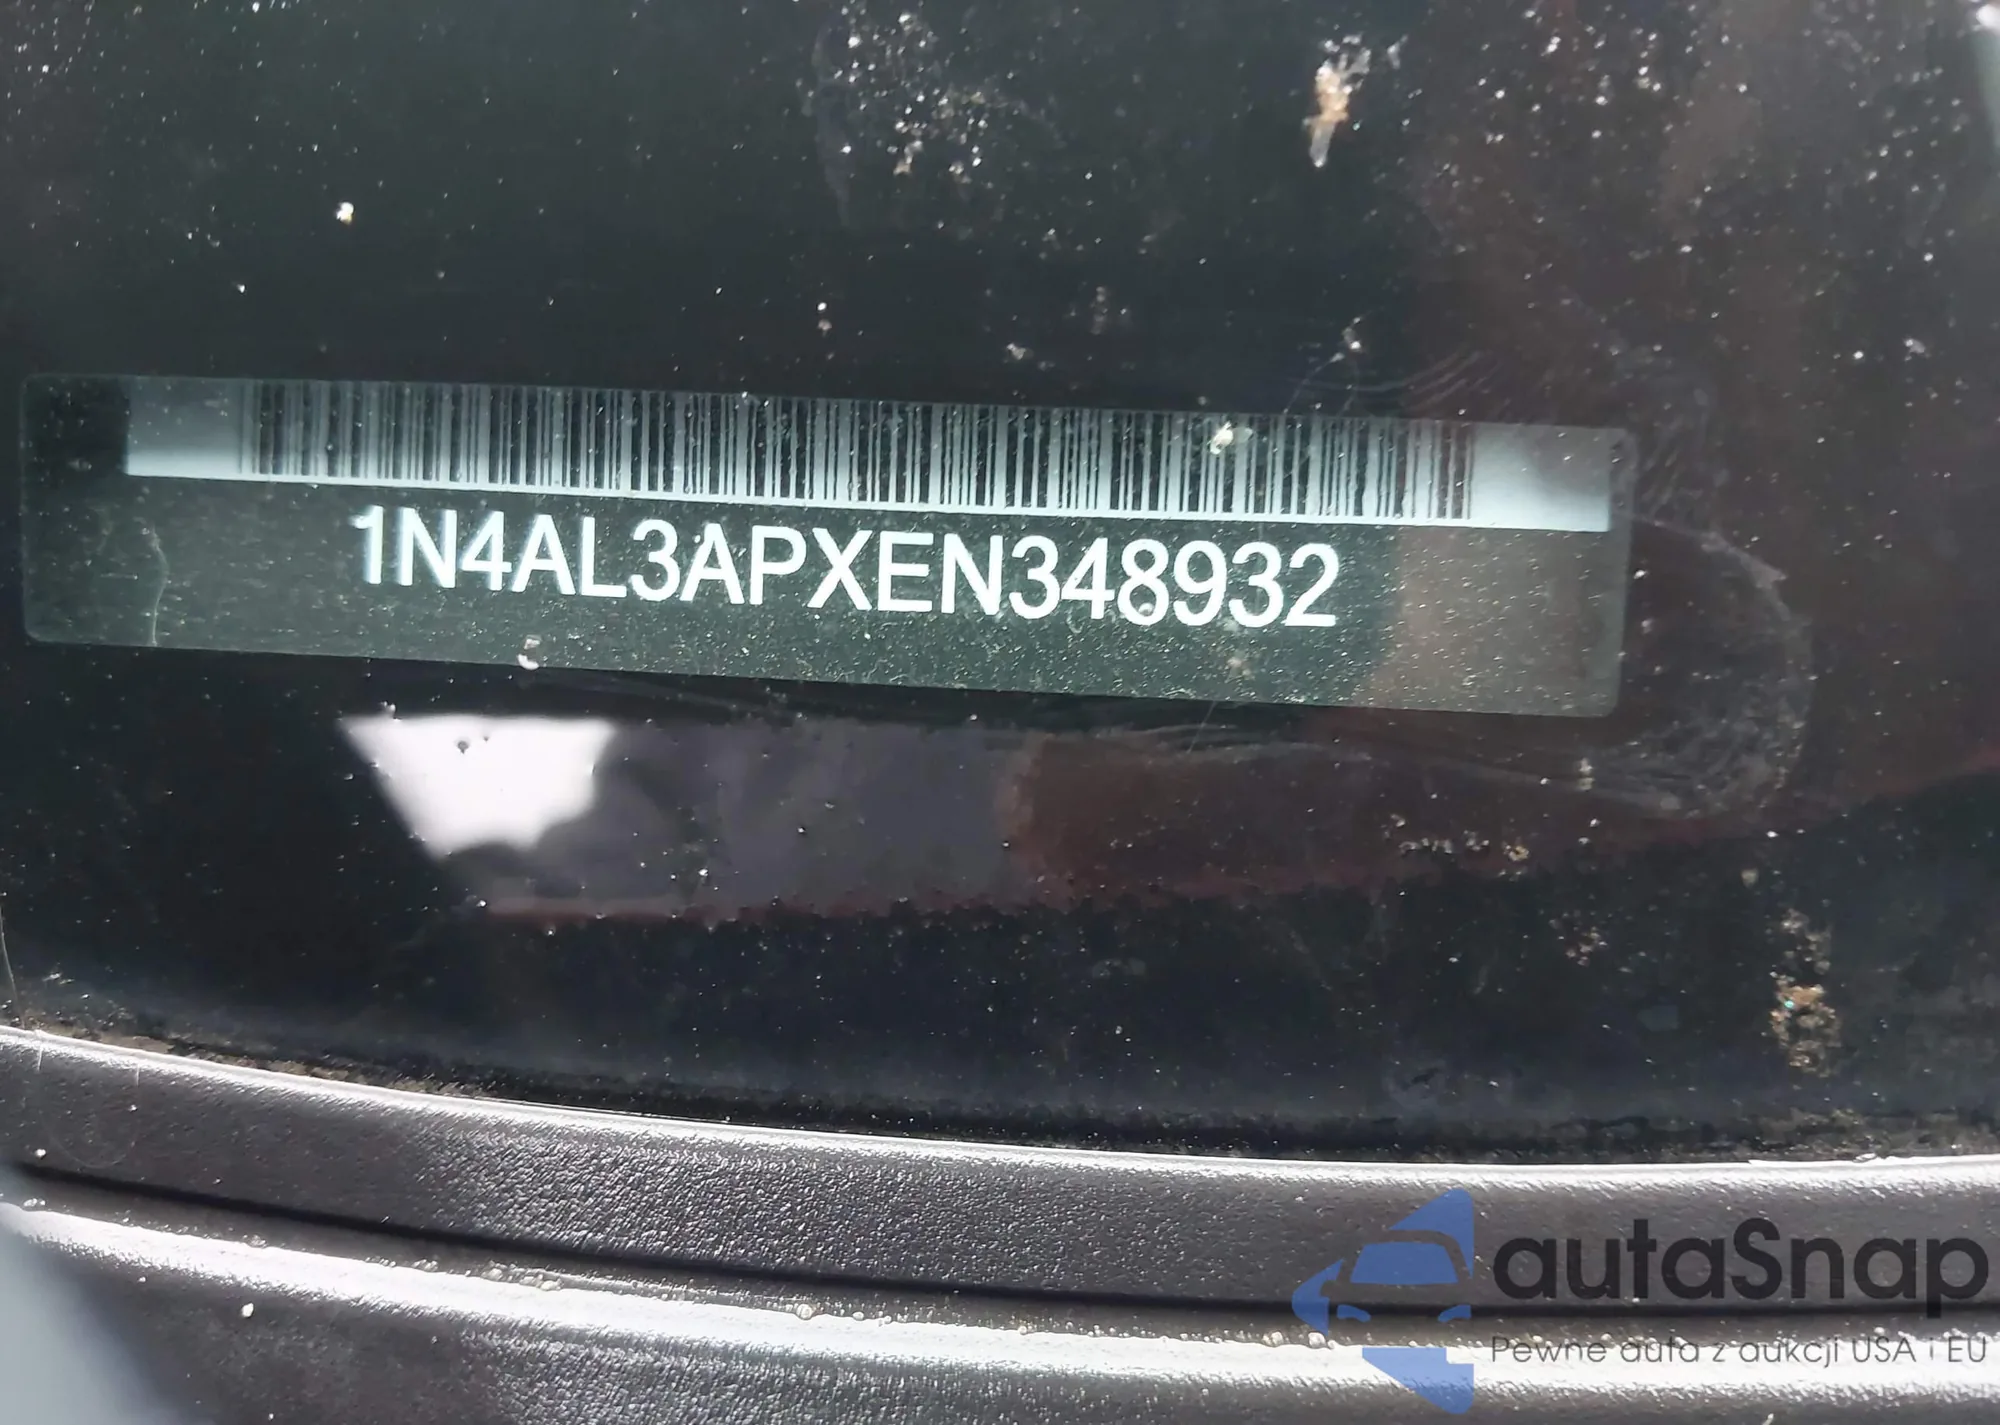 1N4AL3APXEN348932
autaSnap
Pewne auta z aukcji USA i EU